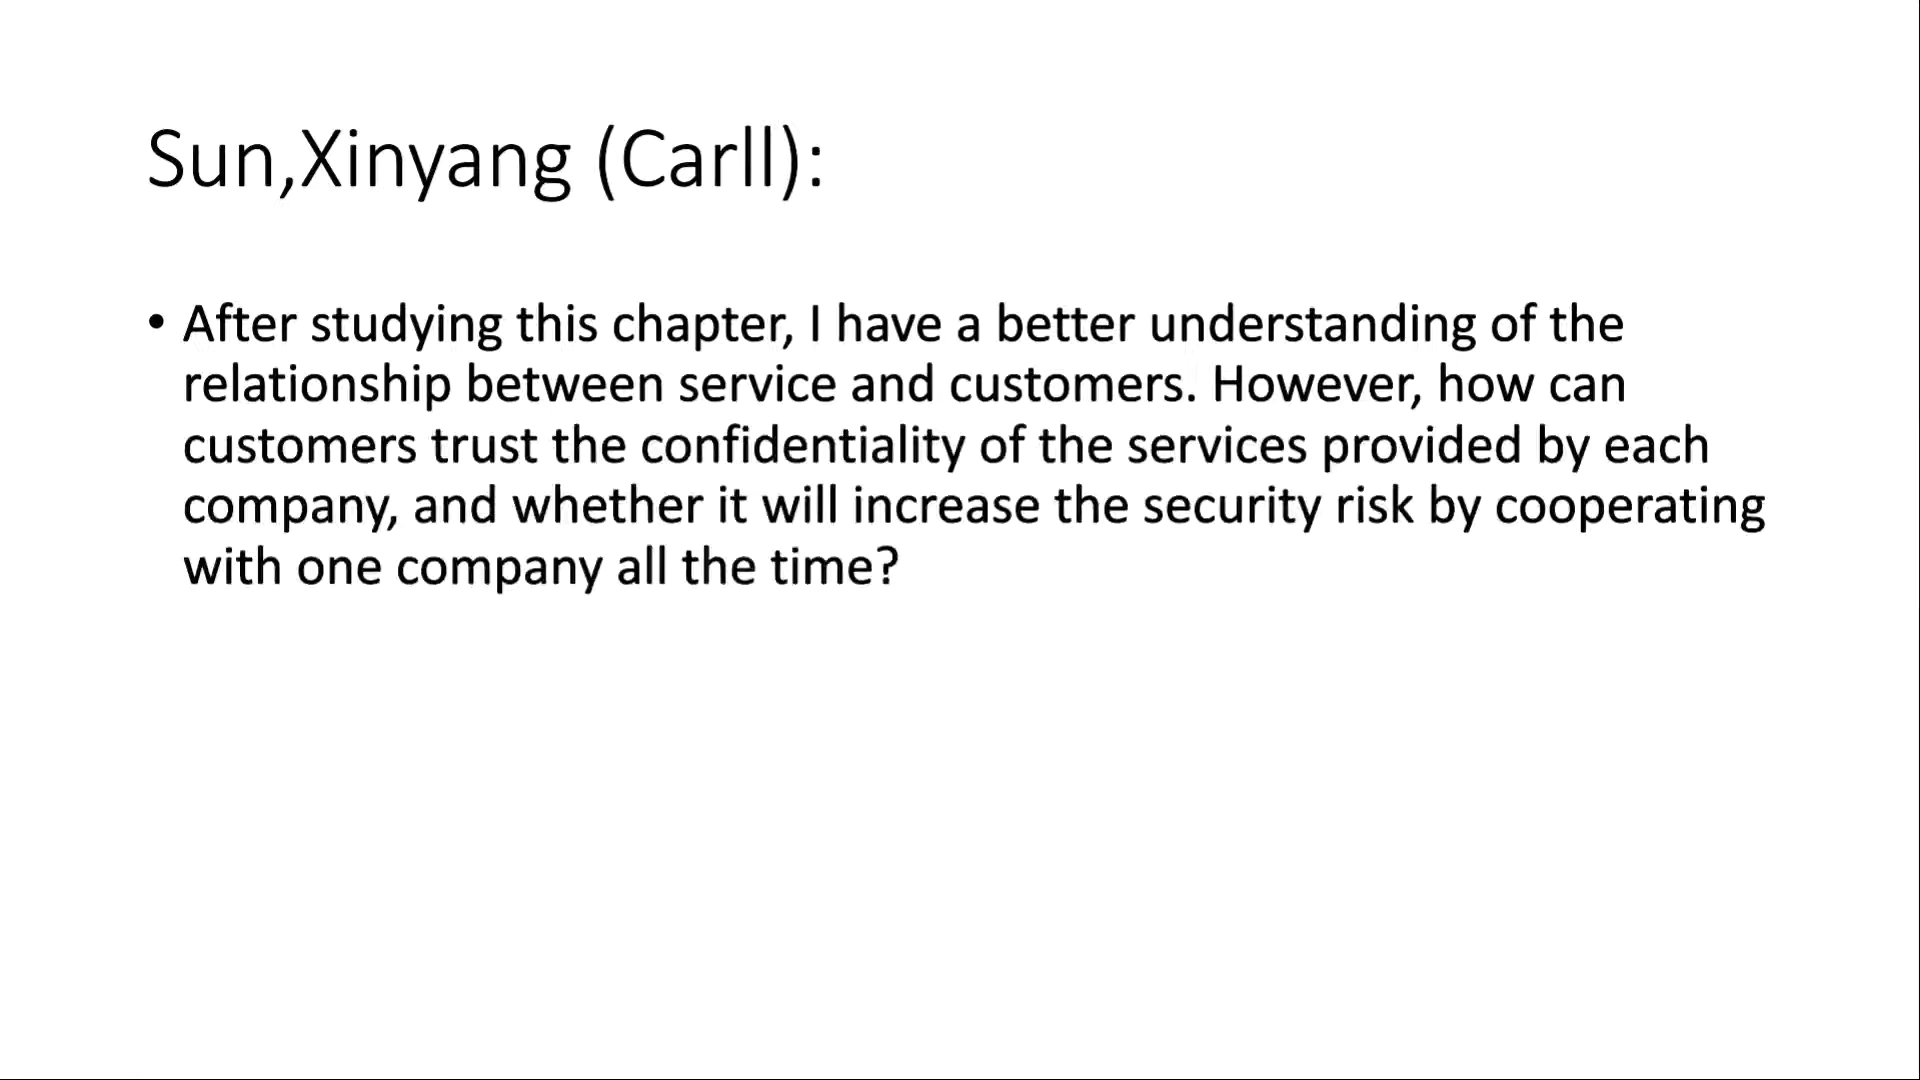 Sun,Xinyang (Carll):
• After studying this chapter, I have a better understanding of the
relationship between service and customers. However, how can
customers trust the confidentiality of the services provided by each
company, and whether it will increase the security risk by cooperating
with one company all the time?